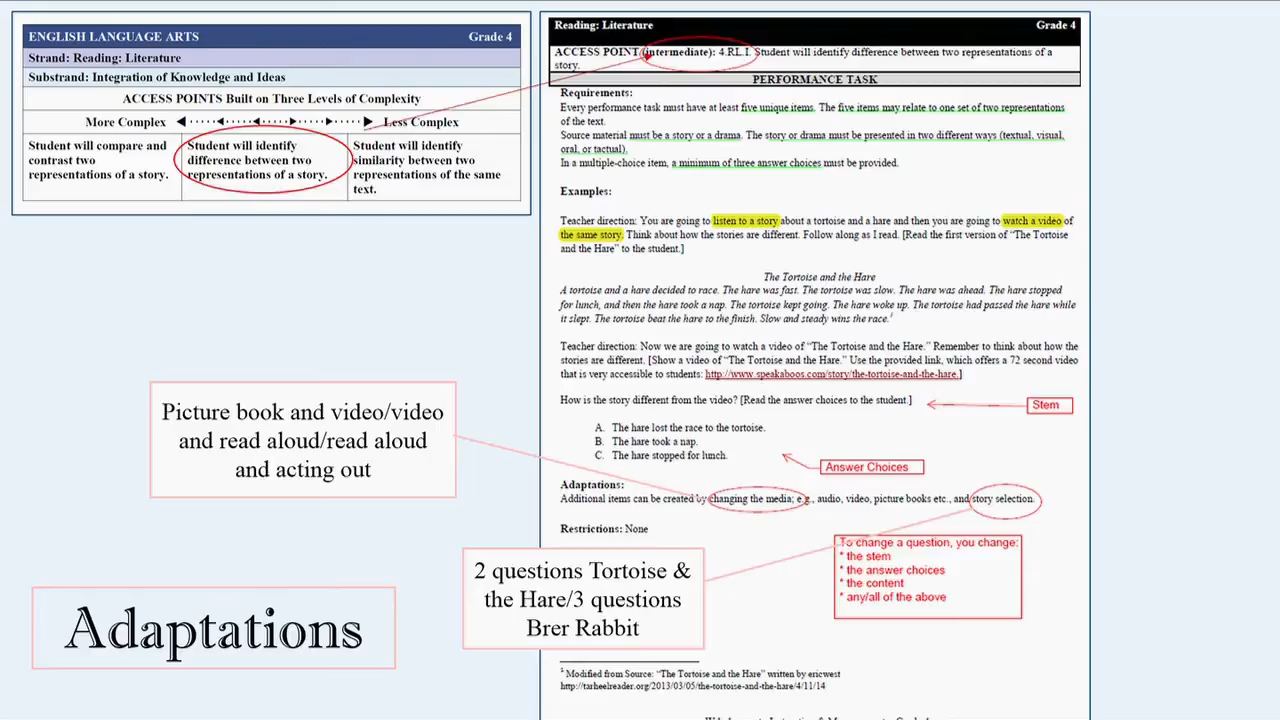 ENGLISH LANGUAGE ARTS Grade 4
Strand: Reading: Literature
Substrand: Integration of Knowledge and Ideas
ACCESS POINTS Built on Three Levels of Complexity
More Complex Less Complex
Student will compare and
contrast two
representations of a story.
Student will identify
difference between two
representations of a story.
Student will identify
similarity between two
representations of the same
text.
Reading: Literature Grade 4
ACCESS POINT (intermediate): 4.RL.I. Student will identify difference between two representations of a
story.
PERFORMANCE TASK
Requirements:
Every performance task must have at least five unique items. The five items may relate to one set of two representations
of the text.
Source material must be a story or a drama. The story or drama must be presented in two different ways (textual, visual,
oral, or tactual).
In a multiple-choice item, a minimum of three answer choices must be provided.
Examples:
Teacher direction: You are going to listen to a story about a tortoise and a hare and then you are going to watch a video of
the same story. Think about how the stories are different. Follow along as I read. [Read the first version of “The Tortoise
and the Hare” to the student.]
The Tortoise and the Hare
A tortoise and a hare decided to race. The hare was fast. The tortoise was slow. The hare was ahead. The hare stopped
for lunch, and then the hare took a nap. The tortoise kept going. The hare woke up. The tortoise had passed the hare while
it slept. The tortoise beat the hare to the finish. Slow and steady wins the race.1
Teacher direction: Now we are going to watch a video of “The Tortoise and the Hare.” Remember to think about how the
stories are different. [Show a video of “The Tortoise and the Hare.” Use the provided link, which offers a 72 second video
that is very accessible to students: http://www.speakaboos.com/story/the-tortoise-and-the-hare.]
How is the story different from the video? [Read the answer choices to the student.]
Stem
A. The hare lost the race to the tortoise.
B. The hare took a nap.
C. The hare stopped for lunch.
Answer Choices
Adaptations:
Additional items can be created by changing the media; e.g., audio, video, picture books etc., and story selection.
Restrictions: None
To change a question, you change:
* the stem
* the answer choices
* the content
* any/all of the above
Picture book and video/video
and read aloud/read aloud
and acting out
2 questions Tortoise &
the Hare/3 questions
Brer Rabbit
Adaptations
1 Modified from Source: “The Tortoise and the Hare” written by ericwest
http://tarheelreader.org/2013/03/05/the-tortoise-and-the-hare/4/11/14